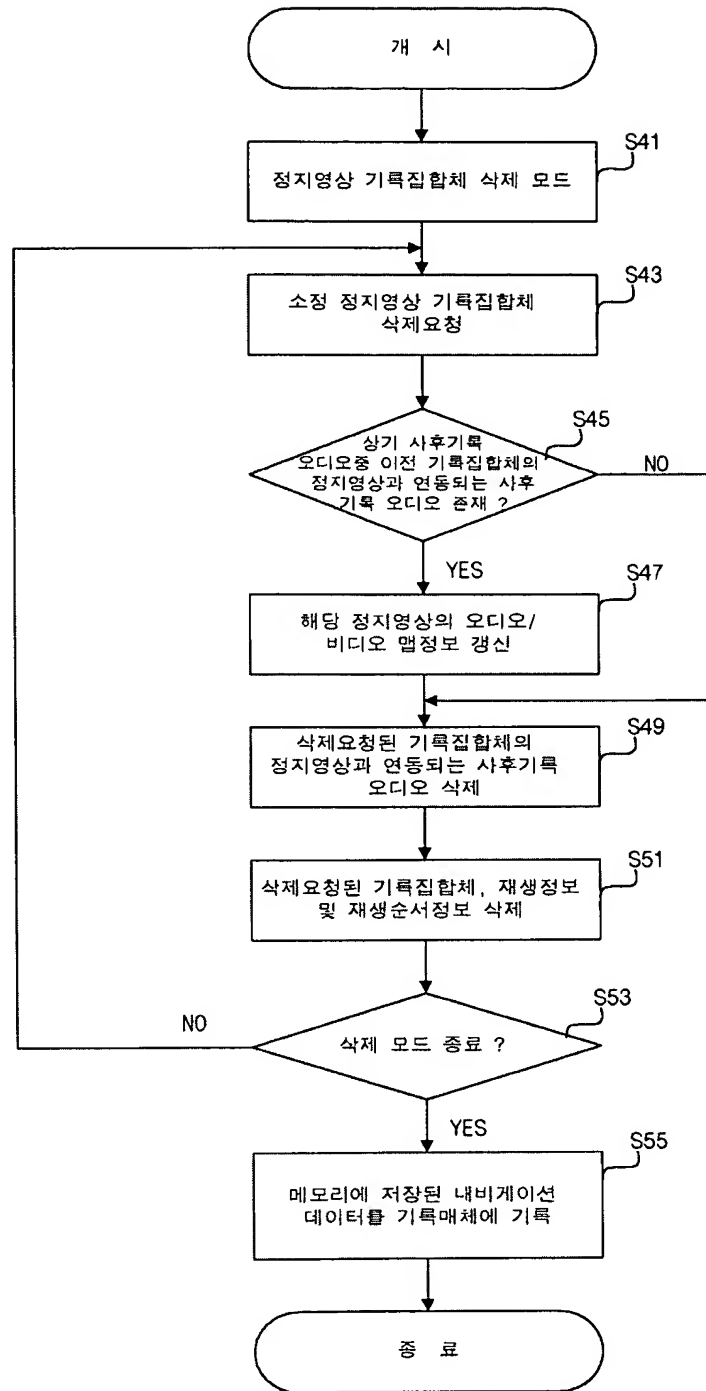 개 시
S41
정지영상 기록집합체 삭제 모드
S43
소정 정지영상 기록집합체
삭제요청
S45
상기 사후기록
오디오중 이전 기록집합체의
정지영상과 연동되는 사후
기록 오디오 존재 ?
NO
YES
S47
해당 정지영상의 오디오/
비디오 맵정보 갱신
S49
삭제요청된 기록집합체의
정지영상과 연동되는 사후기록
오디오 삭제
S51
삭제요청된 기록집합체, 재생정보
및 재생순서정보 삭제
S53
NO
삭제 모드 종료 ?
YES
S55
메모리에 저장된 내비게이션
데이터를 기록매체에 기록
종 료